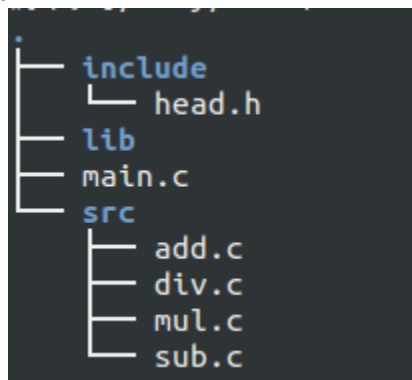 .
├── include
│   └── head.h
├── lib
├── main.c
└── src
    ├── add.c
    ├── div.c
    ├── mul.c
    └── sub.c